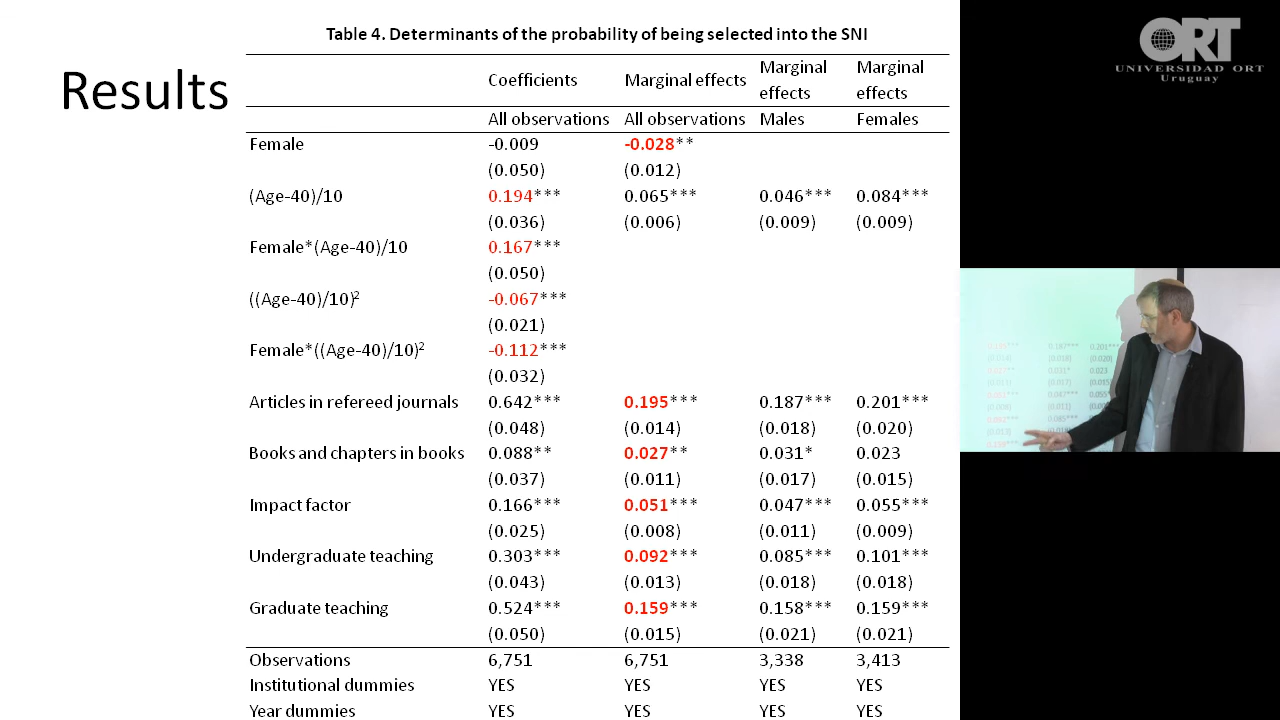 Table 4. Determinants of the probability of being selected into the SNI
Results
Coefficients Marginal effects Marginal effects Marginal effects
All observations All observations Males Females
Female -0.009 -0.028**
(0.050) (0.012)
(Age-40)/10 0.194*** 0.065*** 0.046*** 0.084***
(0.036) (0.006) (0.009) (0.009)
Female*(Age-40)/10 0.167***
(0.050)
((Age-40)/10)² -0.067***
(0.021)
Female*((Age-40)/10)² -0.112***
(0.032)
Articles in refereed journals 0.642*** 0.195*** 0.187*** 0.201***
(0.048) (0.014) (0.018) (0.020)
Books and chapters in books 0.088** 0.027** 0.031* 0.023
(0.037) (0.011) (0.017) (0.015)
Impact factor 0.166*** 0.051*** 0.047*** 0.055***
(0.025) (0.008) (0.011) (0.009)
Undergraduate teaching 0.303*** 0.092*** 0.085*** 0.101***
(0.043) (0.013) (0.018) (0.018)
Graduate teaching 0.524*** 0.159*** 0.158*** 0.159***
(0.050) (0.015) (0.021) (0.021)
Observations 6,751 6,751 3,338 3,413
Institutional dummies YES YES YES YES
Year dummies YES YES YES YES
ORT
UNIVERSIDAD ORT
Uruguay